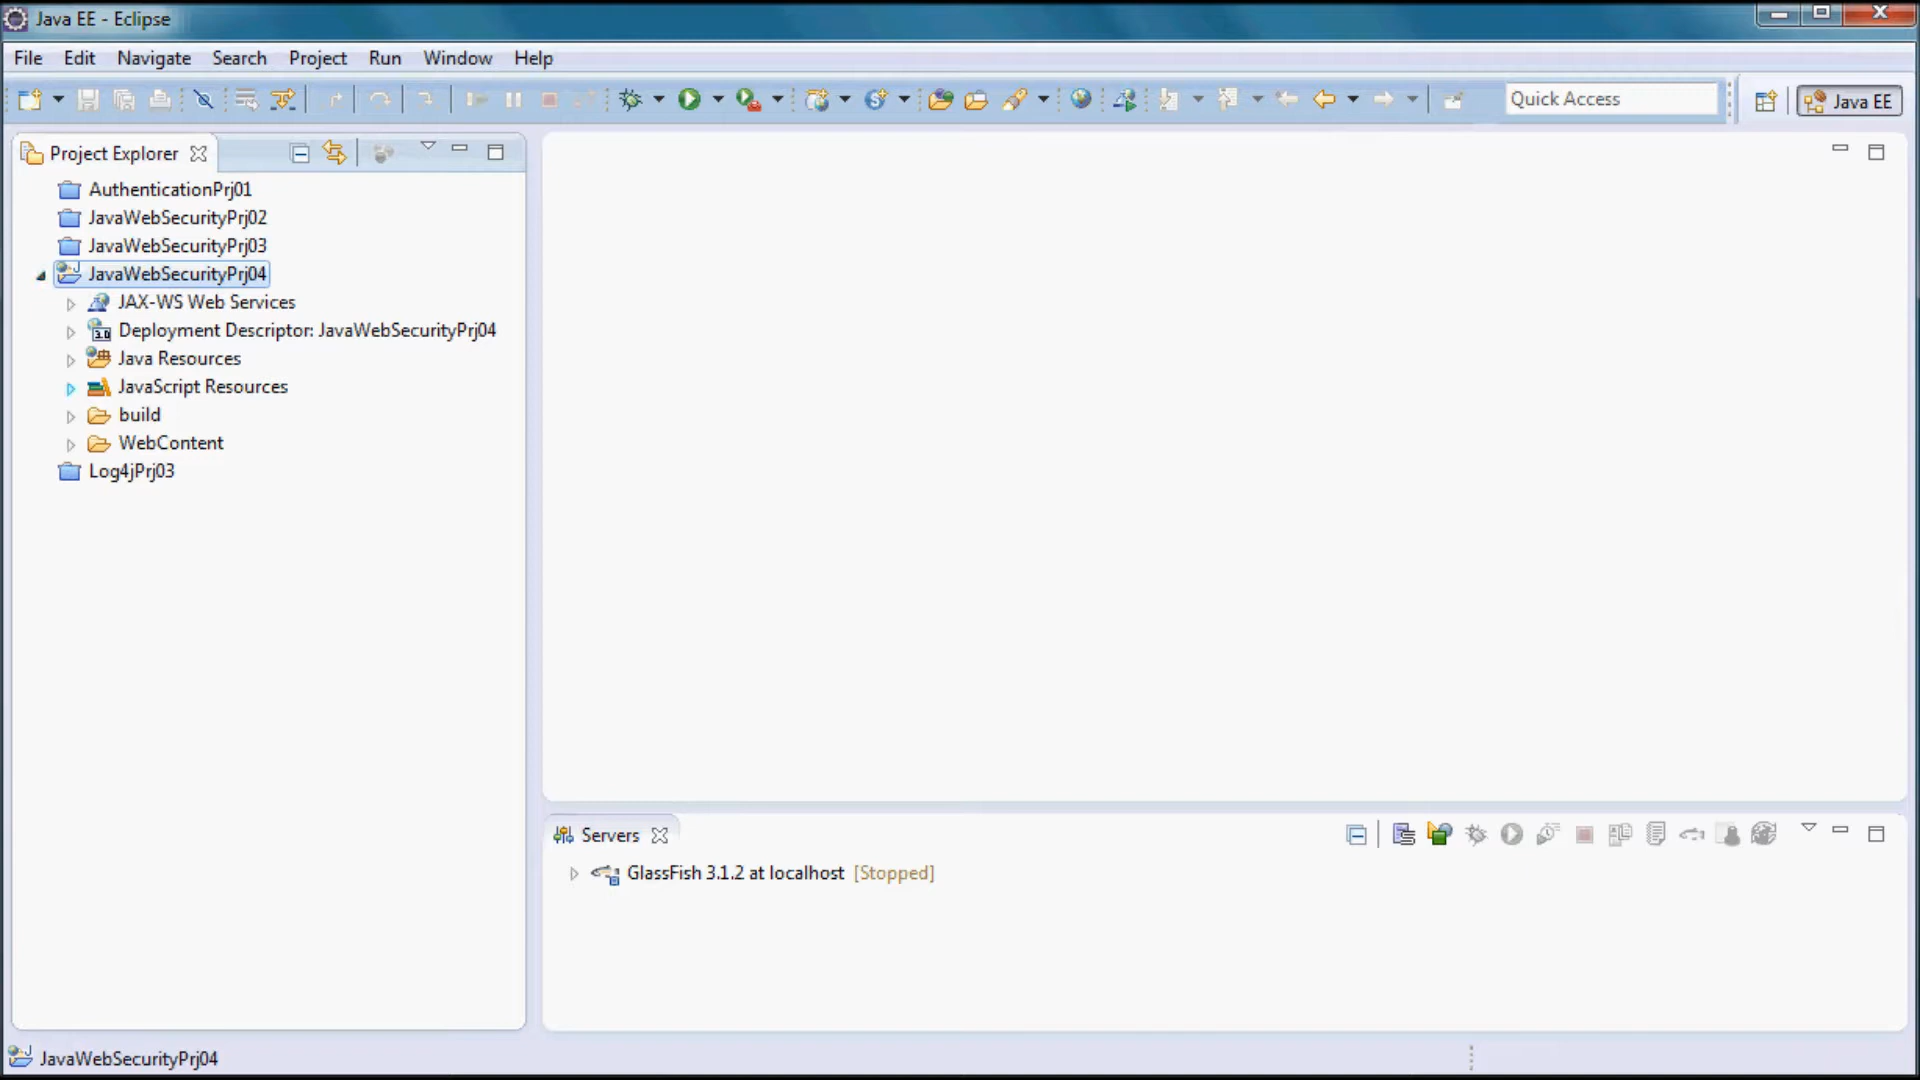 Java EE - Eclipse
File Edit Navigate Search Project Run Window Help
Quick Access
Java EE
Project Explorer
AuthenticationPrj01
JavaWebSecurityPrj02
JavaWebSecurityPrj03
JavaWebSecurityPrj04
JAX-WS Web Services
3.0 Deployment Descriptor: JavaWebSecurityPrj04
Java Resources
JavaScript Resources
build
WebContent
Log4jPrj03
Servers
GlassFish 3.1.2 at localhost [Stopped]
JavaWebSecurityPrj04